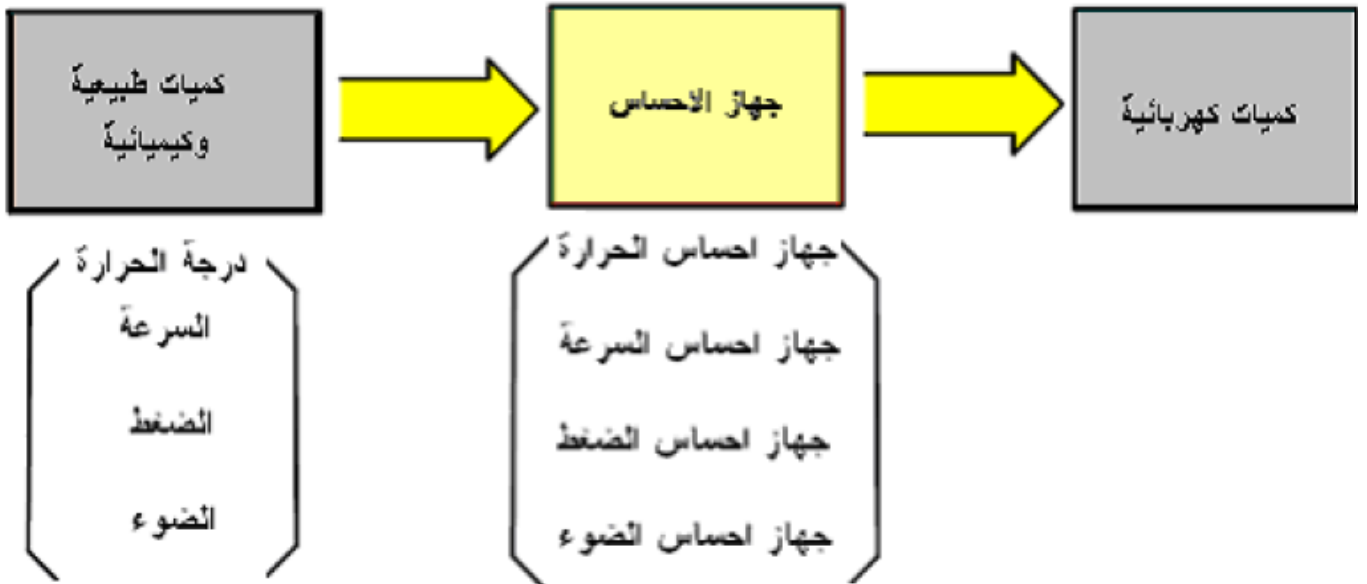 كميات طبيعية
وكيميائية
جهاز الاحساس
كميات كهربائية
درجة الحرارة
السرعة
الضغط
الضوء
جهاز احساس الحرارة
جهاز احساس السرعة
جهاز احساس الضغط
جهاز احساس الضوء